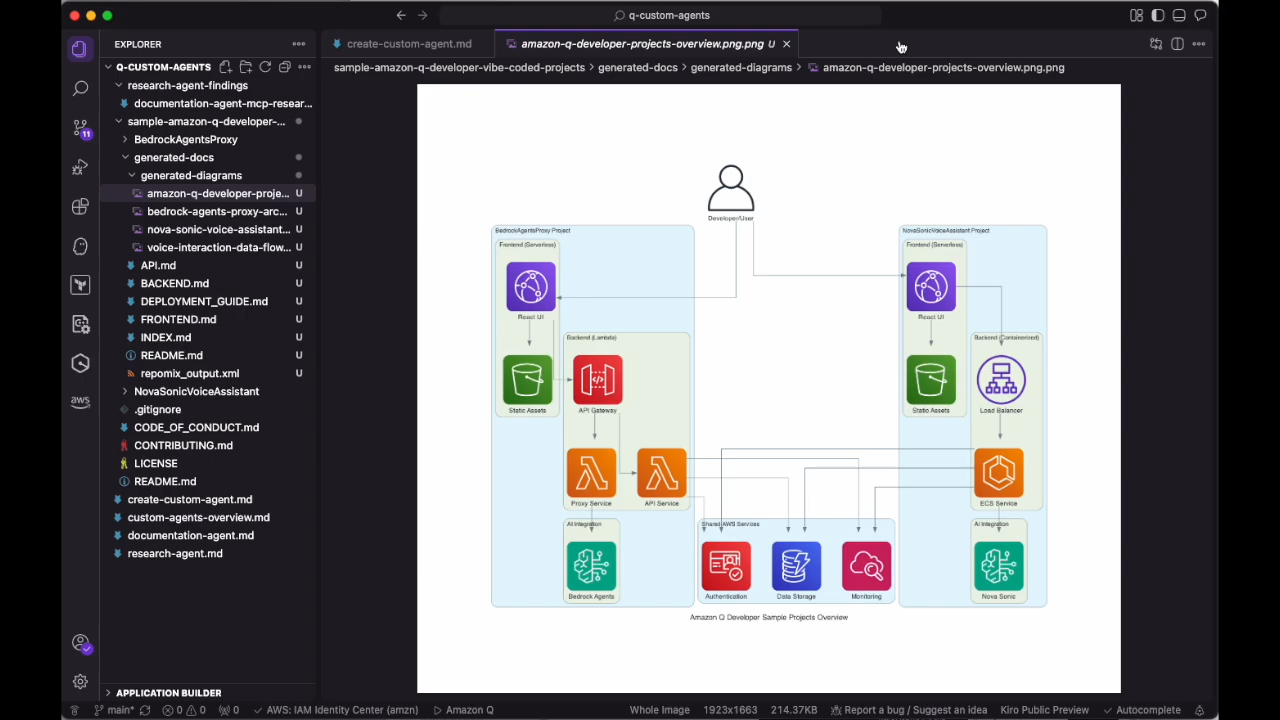 q-custom-agents
EXPLORER
create-custom-agent.md
amazon-q-developer-projects-overview.png.png U
Q-CUSTOM-AGENTS
sample-amazon-q-developer-vibe-coded-projects > generated-docs > generated-diagrams > amazon-q-developer-projects-overview.png.png
research-agent-findings
documentation-agent-mcp-resear...
sample-amazon-q-developer-...
BedrockAgentsProxy
generated-docs
generated-diagrams
amazon-q-developer-proje... U
bedrock-agents-proxy-arc... U
nova-sonic-voice-assistant... U
voice-interaction-data-flow... U
API.md U
BACKEND.md U
DEPLOYMENT_GUIDE.md U
FRONTEND.md U
INDEX.md U
README.md U
repomix_output.xml U
NovaSonicVoiceAssistant
.gitignore
CODE_OF_CONDUCT.md
CONTRIBUTING.md
LICENSE
README.md
create-custom-agent.md
custom-agents-overview.md
documentation-agent.md
research-agent.md
APPLICATION BUILDER
11
aws
Developer/User
BedrockAgentsProxy Project
Frontend (Serverless)
React UI
Static Assets
Backend (Lambda)
API Gateway
Proxy Service
API Service
AI Integration
Bedrock Agents
Shared AWS Services
Authentication
Data Storage
Monitoring
NovaSonicVoiceAssistant Project
Frontend (Serverless)
React UI
Static Assets
Backend (Containerized)
Load Balancer
ECS Service
AI Integration
Nova Sonic
Amazon Q Developer Sample Projects Overview
main* 0 0 0 AWS: IAM Identity Center (amzn) Amazon Q Whole Image 1923x1663 214.37KB Report a bug / Suggest an idea Kiro Public Preview Autocomplete